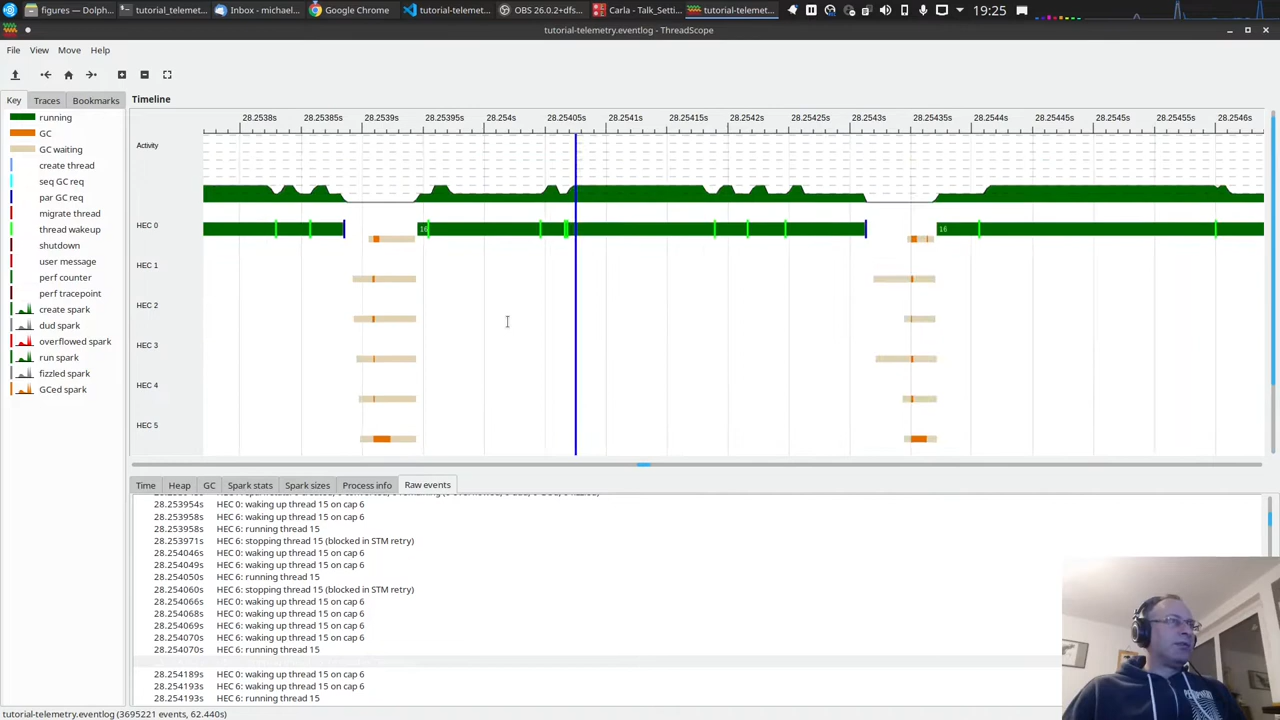 figures — Dolph...
tutorial_telemet...
Inbox - michael...
Google Chrome
tutorial-telemet...
OBS 26.0.2+dfs...
Carla - Talk_Setti...
tutorial-telemet...
19:25
tutorial-telemetry.eventlog - ThreadScope
File View Move Help
Key Traces Bookmarks
running
GC
GC waiting
create thread
seq GC req
par GC req
migrate thread
thread wakeup
shutdown
user message
perf counter
perf tracepoint
create spark
dud spark
overflowed spark
run spark
fizzled spark
GCed spark
Timeline
28.2538s 28.25385s 28.2539s 28.25395s 28.254s 28.25405s 28.2541s 28.25415s 28.2542s 28.25425s 28.2543s 28.25435s 28.2544s 28.25445s 28.2545s 28.25455s 28.2546s
Activity
HEC 0
16
16
HEC 1
HEC 2
HEC 3
HEC 4
HEC 5
Time Heap GC Spark stats Spark sizes Process info Raw events
28.253954s HEC 0: waking up thread 15 on cap 6
28.253958s HEC 0: waking up thread 15 on cap 6
28.253958s HEC 6: running thread 15
28.253971s HEC 6: stopping thread 15 (blocked in STM retry)
28.254046s HEC 0: waking up thread 15 on cap 6
28.254049s HEC 0: waking up thread 15 on cap 6
28.254050s HEC 6: running thread 15
28.254060s HEC 6: stopping thread 15 (blocked in STM retry)
28.254066s HEC 0: waking up thread 15 on cap 6
28.254068s HEC 0: waking up thread 15 on cap 6
28.254069s HEC 0: waking up thread 15 on cap 6
28.254070s HEC 0: waking up thread 15 on cap 6
28.254070s HEC 6: running thread 15
28.254189s HEC 0: waking up thread 15 on cap 6
28.254193s HEC 0: waking up thread 15 on cap 6
28.254193s HEC 6: running thread 15
tutorial-telemetry.eventlog (3695221 events, 62.440s)